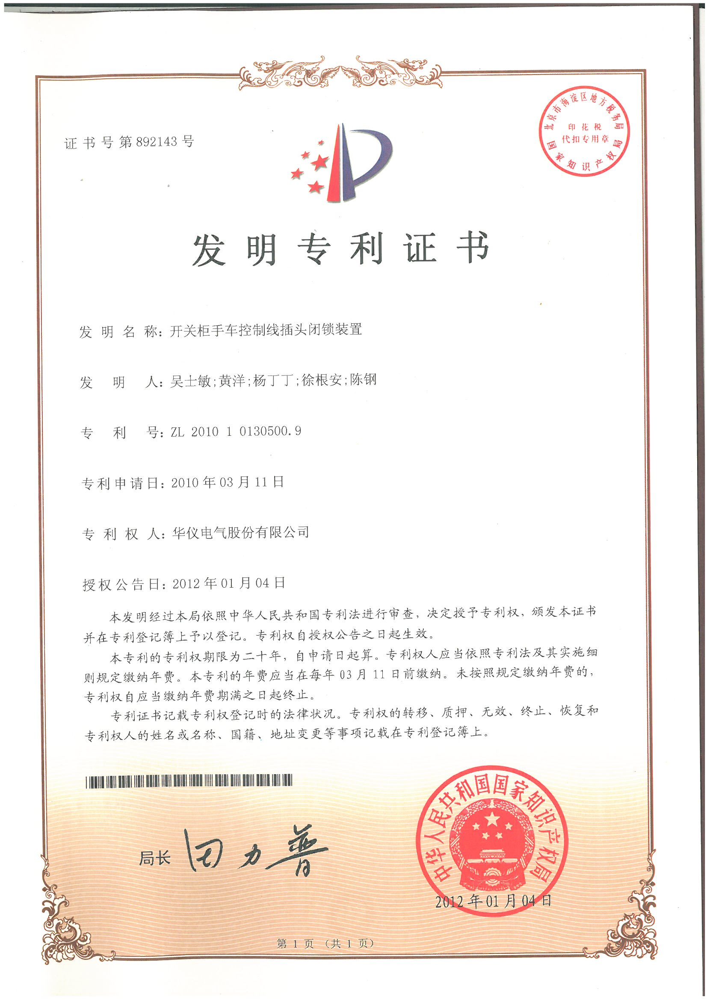 北京市海淀区地方税务局
印花税
代扣专用章
国家知识产权局
证书号第892143号
发明专利证书
发明名称：开关柜手车控制线插头闭锁装置
发明人：吴士敏;黄洋;杨丁丁;徐根安;陈钢
专利号：ZL 2010 1 0130500.9
专利申请日：2010年03月11日
专利权人：华仪电气股份有限公司
授权公告日：2012年01月04日
本发明经过本局依照中华人民共和国专利法进行审查，决定授予专利权，颁发本证书
并在专利登记簿上予以登记。专利权自授权公告之日起生效。
本专利的专利权期限为二十年，自申请日起算。专利权人应当依照专利法及其实施细
则规定缴纳年费。本专利的年费应当在每年03月11日前缴纳。未按照规定缴纳年费的，
专利权自应当缴纳年费期满之日起终止。
专利证书记载专利权登记时的法律状况。专利权的转移、质押、无效、终止、恢复和
专利权人的姓名或名称、国籍、地址变更等事项记载在专利登记簿上。
局长 田力普
中华人民共和国国家知识产权局
2012年01月04日
第1页（共1页）